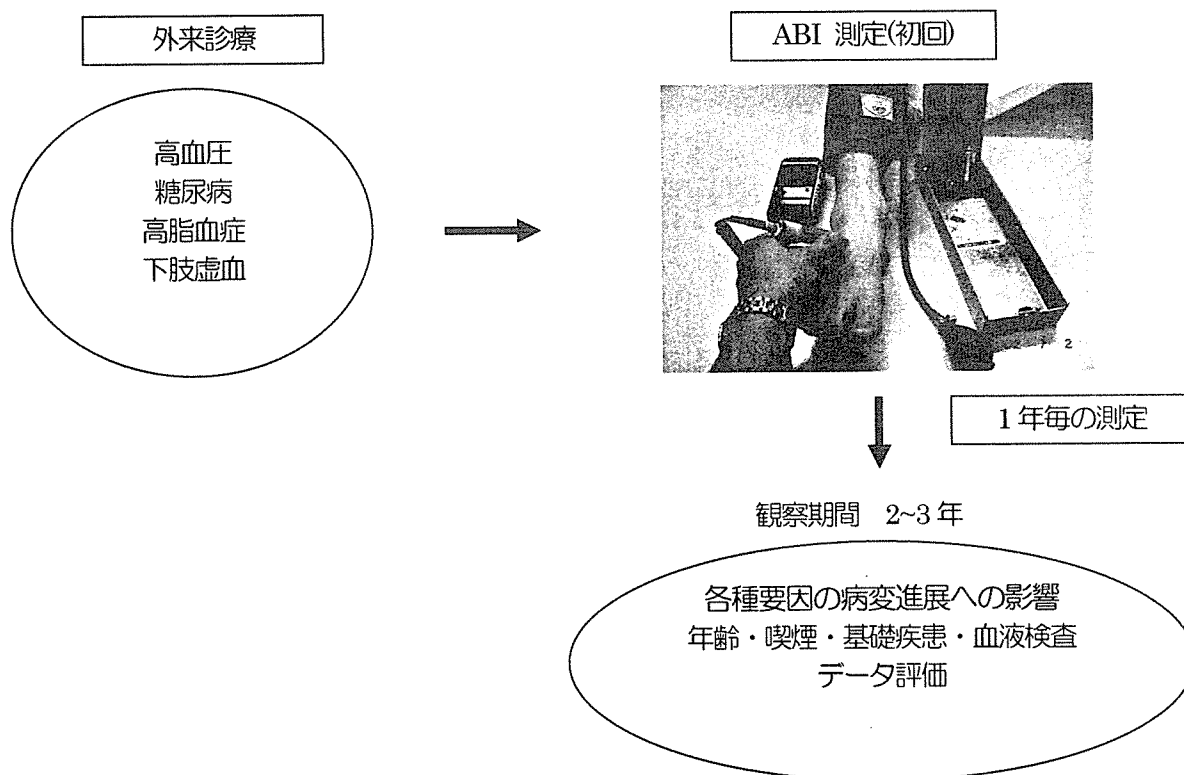 外来診療
高血圧
糖尿病
高脂血症
下肢虚血
ABI 測定(初回)
1年毎の測定
観察期間 2~3年
各種要因の病変進展への影響
年齢・喫煙・基礎疾患・血液検査
データ評価